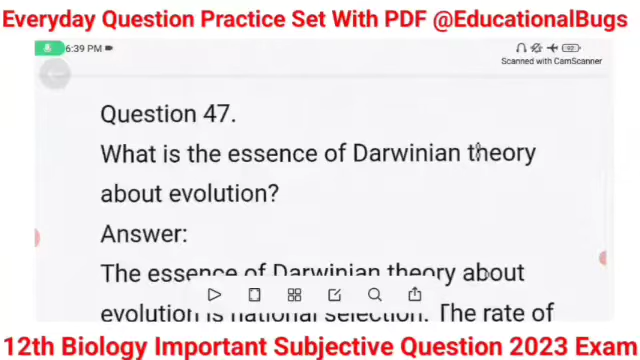 Everyday Question Practice Set With PDF @EducationalBugs
6:39 PM
Scanned with CamScanner
Question 47.
What is the essence of Darwinian theory
about evolution?
Answer:
The essence of Darwinian theory about
evolution is national selection. The rate of
12th Biology Important Subjective Question 2023 Exam